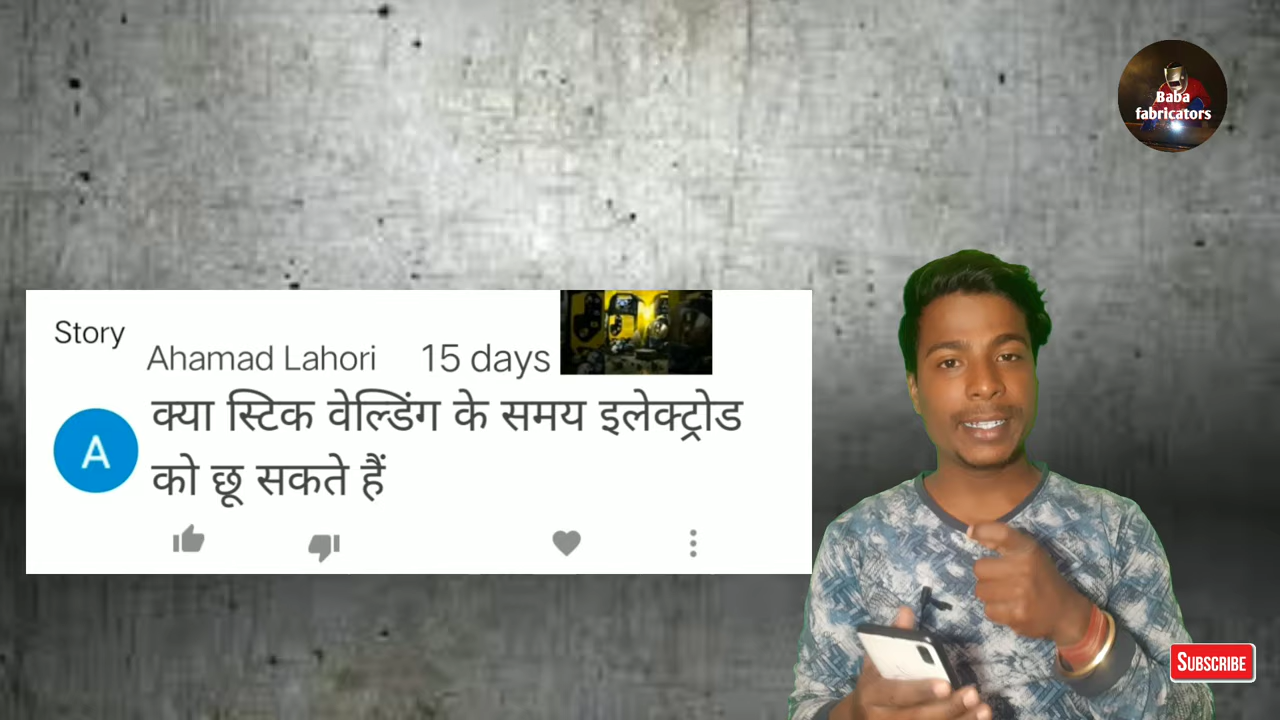 Baba
fabricators
Story
Ahamad Lahori 15 days
क्या स्टिक वेल्डिंग के समय इलेक्ट्रोड
A
को छू सकते हैं
SUBSCRIBE